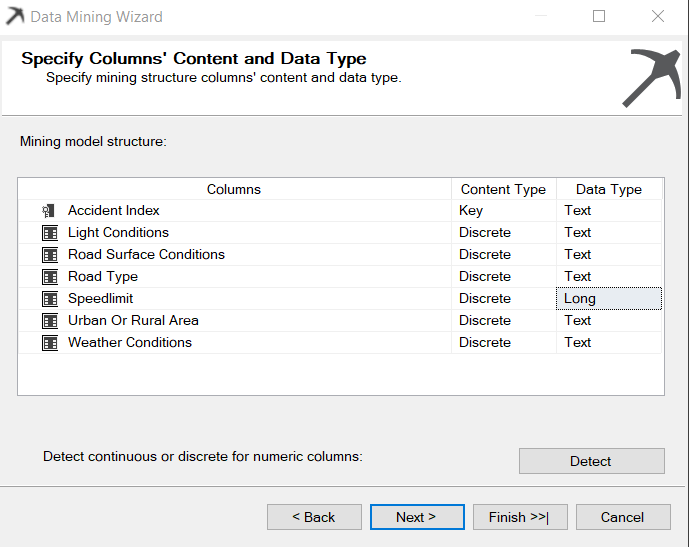 Data Mining Wizard
Specify Columns' Content and Data Type
Specify mining structure columns' content and data type.
Mining model structure:
Columns Content Type Data Type
Accident Index Key Text
Light Conditions Discrete Text
Road Surface Conditions Discrete Text
Road Type Discrete Text
Speedlimit Discrete Long
Urban Or Rural Area Discrete Text
Weather Conditions Discrete Text
Detect continuous or discrete for numeric columns: Detect
< Back Next > Finish >>| Cancel